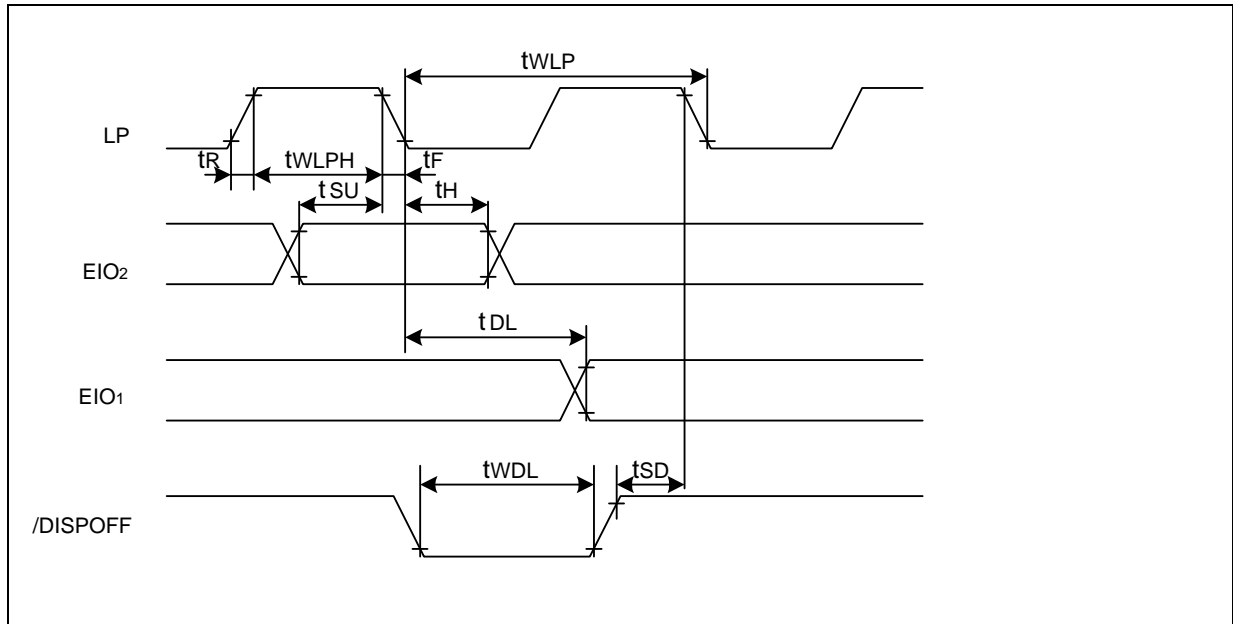 tWLP
LP
tR
tWLPH
tF
tSU
tH
EIO2
tDL
EIO1
tWDL
tSD
/DISPOFF